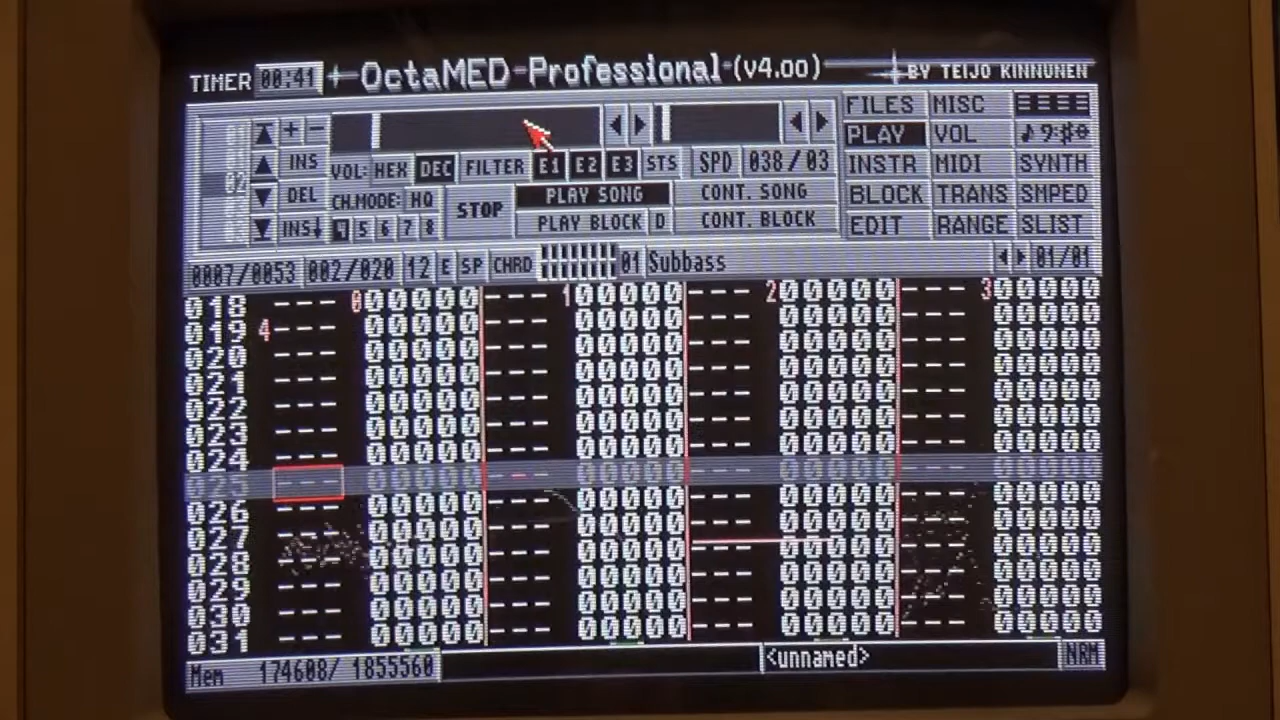 TIMER 00:41 OctaMED-Professional-(v4.00) BY TEIJO KINNUNEN
FILES MISC
+ - PLAY VOL
INS VOL: HEX DEC FILTER E1 E2 E3 STS SPD 038/03 INSTR MIDI SYNTH
02 DEL CH.MODE: HQ STOP PLAY SONG CONT. SONG BLOCK TRANS SMPED
INS↓ 4 5 6 7 8 PLAY BLOCK D CONT. BLOCK EDIT RANGE SLIST
0007/0053 002/020 12 E SP CHRD 01 Subbass 01/01
018 --- 0 00000 --- 1 00000 --- 2 00000 --- 3 00000
019 4 --- 00000 --- 00000 --- 00000 --- 00000
020 --- 00000 --- 00000 --- 00000 --- 00000
021 --- 00000 --- 00000 --- 00000 --- 00000
022 --- 00000 --- 00000 --- 00000 --- 00000
023 --- 00000 --- 00000 --- 00000 --- 00000
024 --- 00000 --- 00000 --- 00000 --- 00000
025 --- 00000 --- 00000 --- 00000 --- 00000
026 --- 00000 --- 00000 --- 00000 --- 00000
027 --- 00000 --- 00000 --- 00000 --- 00000
028 --- 00000 --- 00000 --- 00000 --- 00000
029 --- 00000 --- 00000 --- 00000 --- 00000
030 --- 00000 --- 00000 --- 00000 --- 00000
031 --- 00000 --- 00000 --- 00000 --- 00000
Mem 174608/ 1855560 <unnamed> NRM